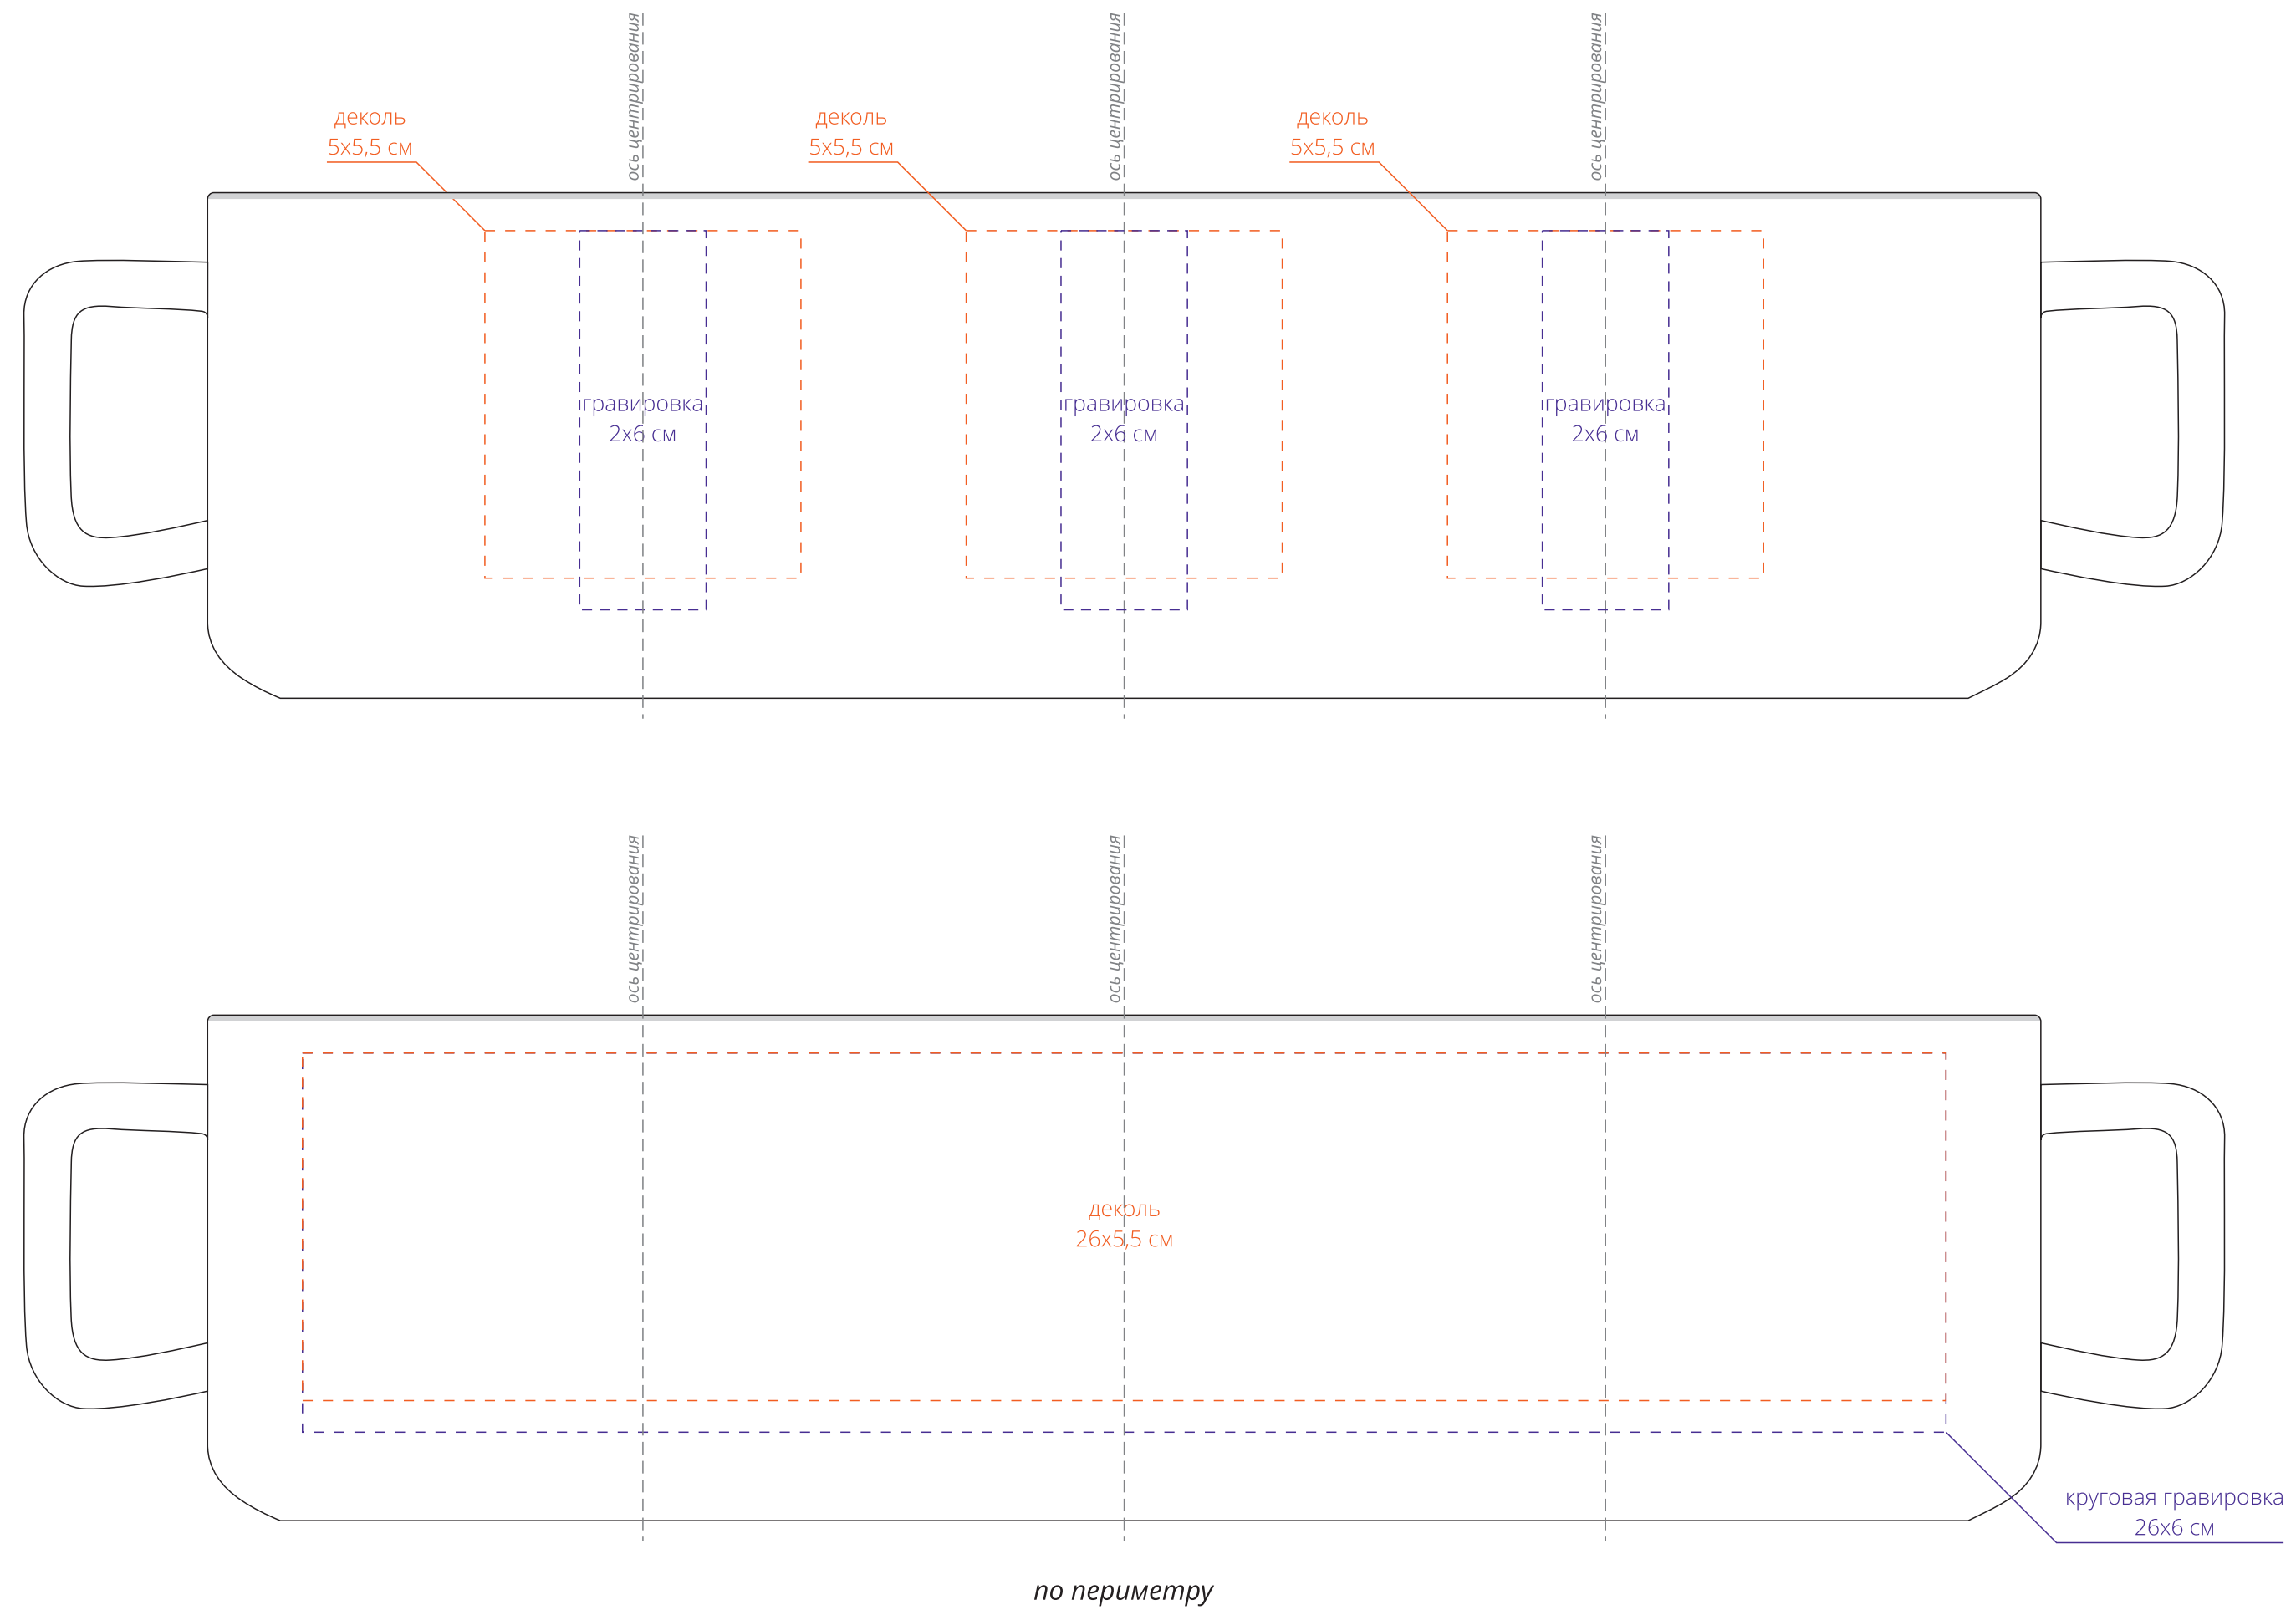 ось центрирования
ось центрирования
ось центрирования
деколь
5х5,5 см
деколь
5х5,5 см
деколь
5х5,5 см
гравировка
2х6 см
гравировка
2х6 см
гравировка
2х6 см
ось центрирования
ось центрирования
ось центрирования
деколь
26х5,5 см
круговая гравировка
26х6 см
по периметру